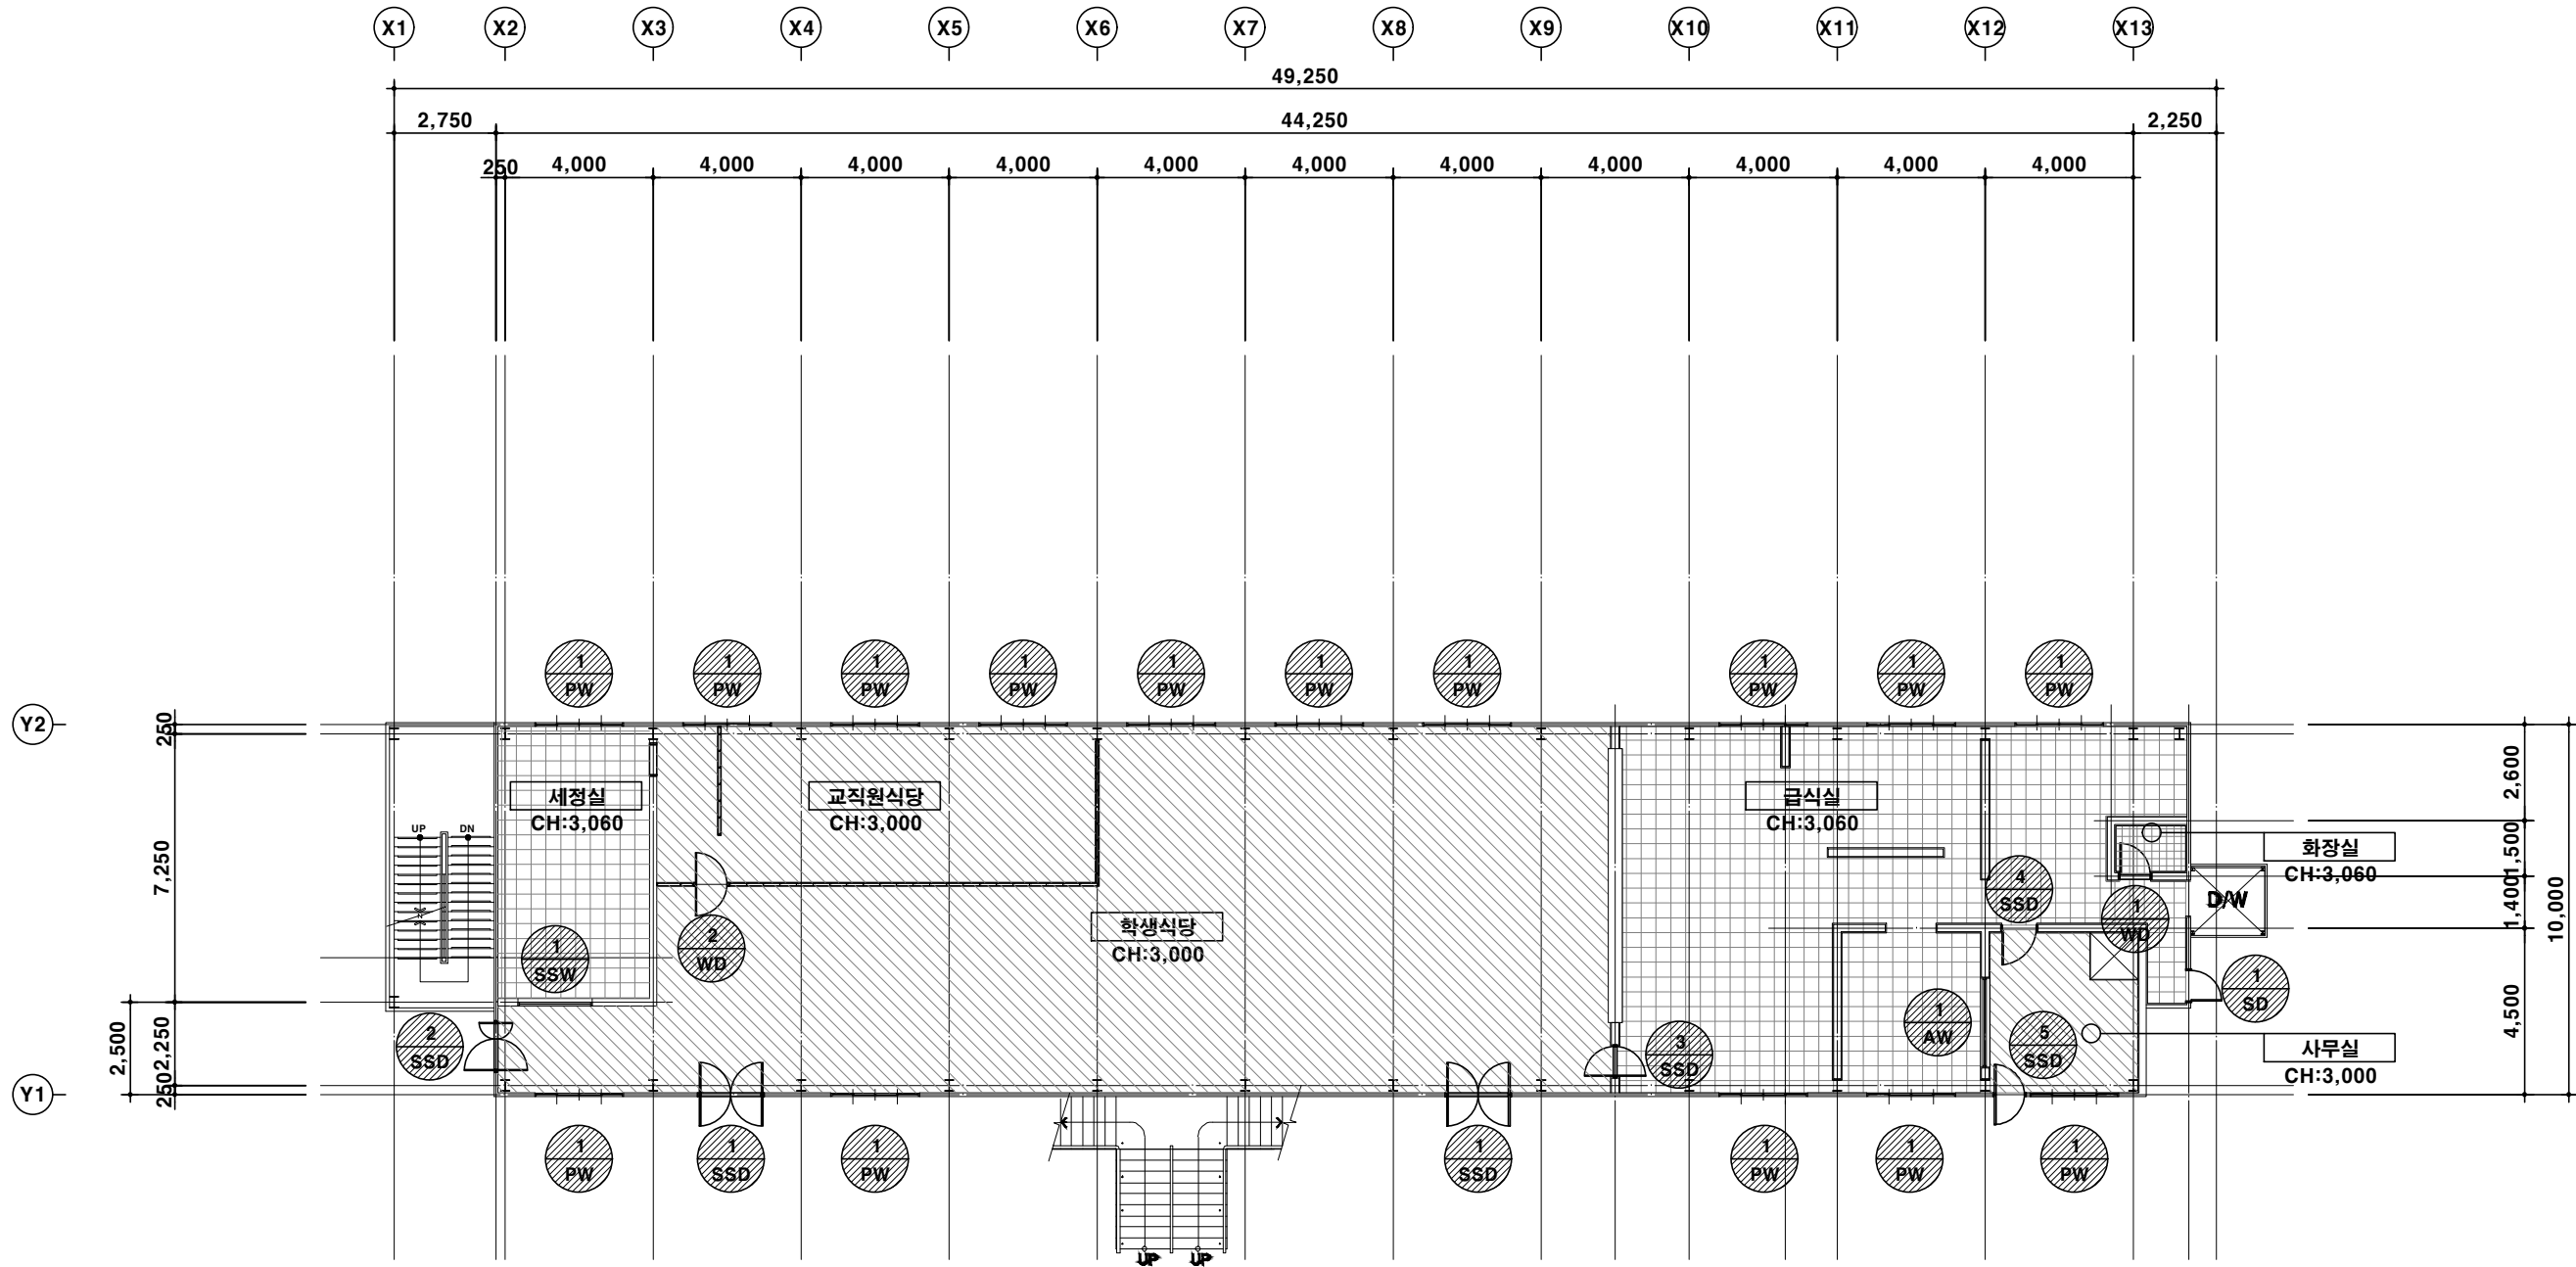 X1 X2 X3 X4 X5 X6 X7 X8 X9 X10 X11 X12 X13
49,250
2,750 44,250 2,250
250 4,000 4,000 4,000 4,000 4,000 4,000 4,000 4,000 4,000 4,000 4,000
1 1 1 1 1 1 1 1 1 1
PW PW PW PW PW PW PW PW PW PW
Y2
250
7,250
2,500
2,250
250
Y1
2,600
1,500
1,400
4,500
10,000
세정실
CH:3,060
교직원식당
CH:3,000
급식실
CH:3,060
화장실
CH:3,060
UP DN
D/W
4
SSD
1
WD
학생식당
CH:3,000
2
WD
1
SSW
1
SD
2
SSD
3
SSD
1
AW
5
SSD
사무실
CH:3,000
1 1 1 1 1 1 1
PW SSD PW SSD PW PW PW
UP UP